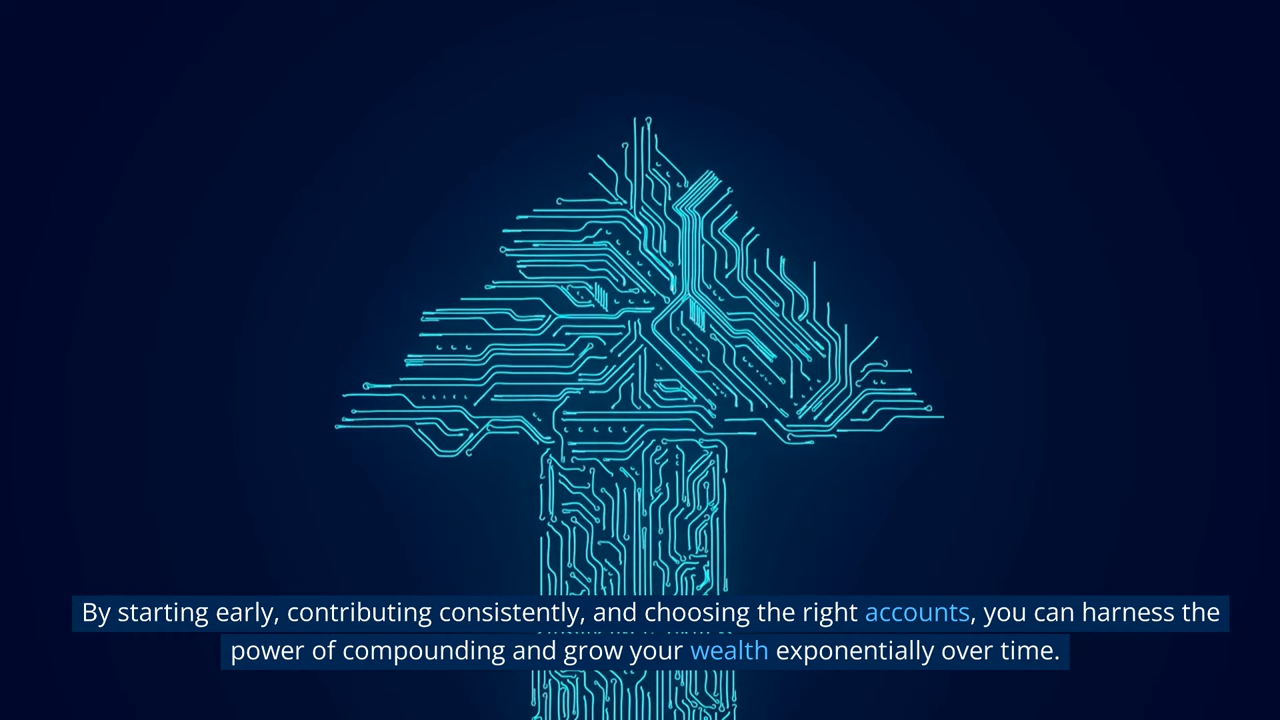 By starting early, contributing consistently, and choosing the right accounts, you can harness the
power of compounding and grow your wealth exponentially over time.